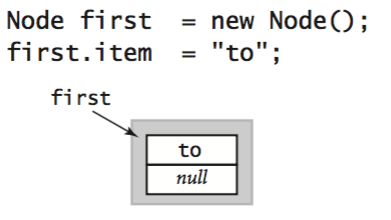 Node first = new Node();
first.item = "to";
first
to
null